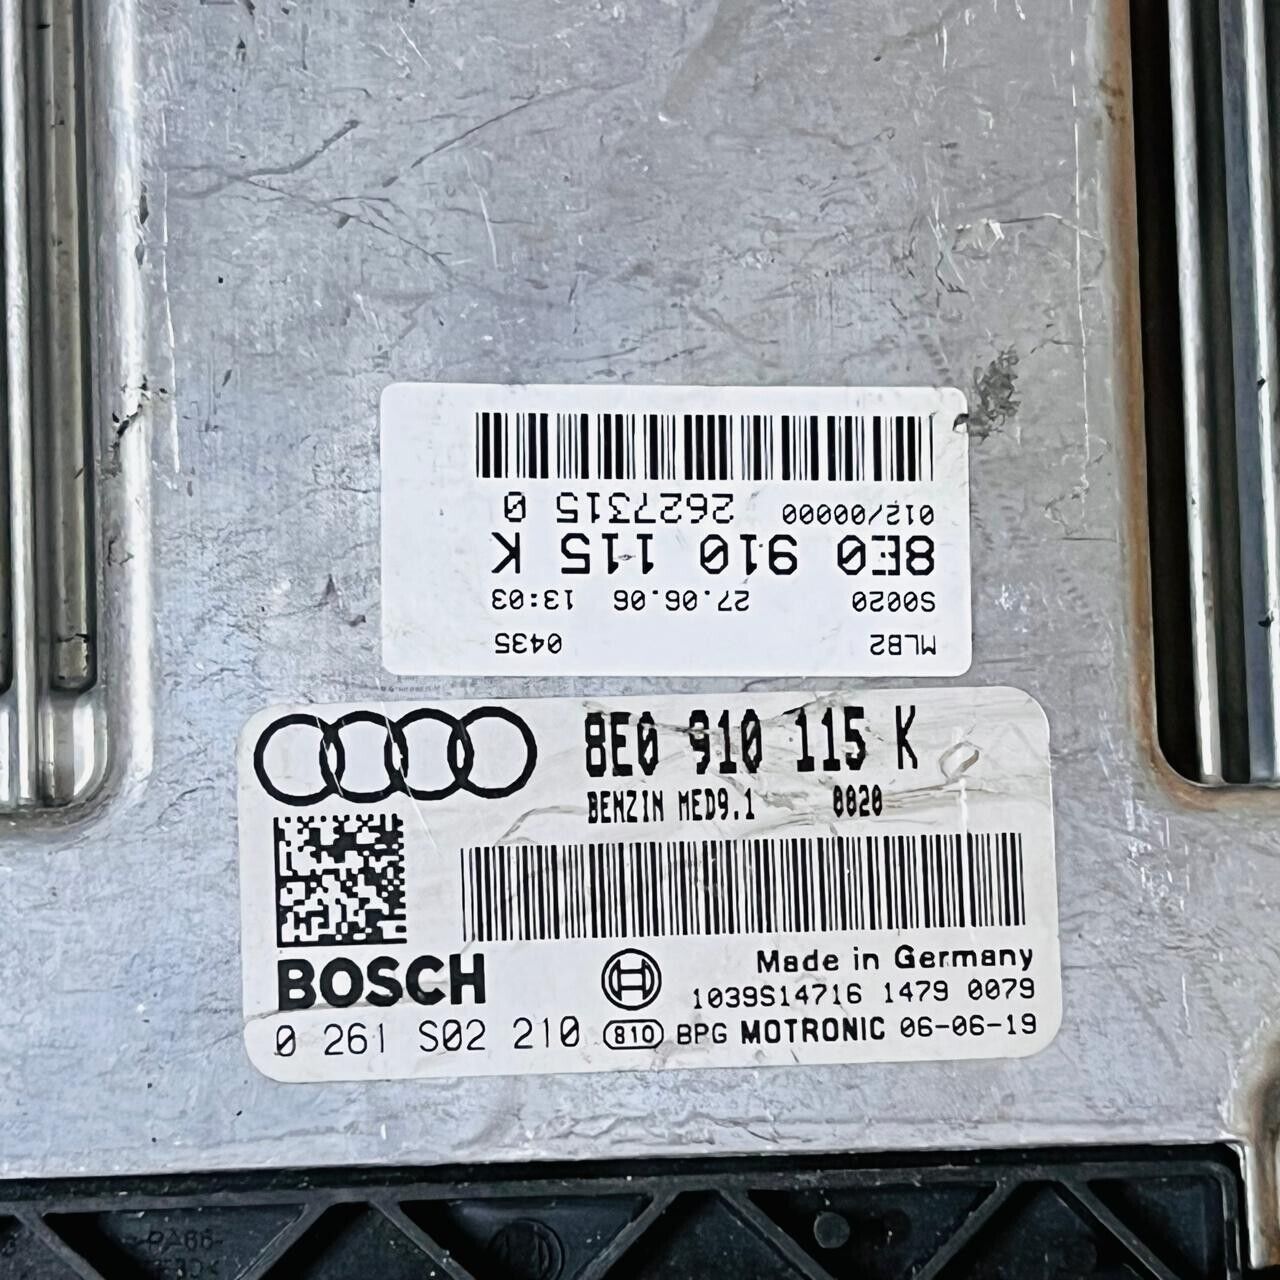 MLB2 0435
S0020 27.06.06 13:03
8E0 910 115 K
012/00000 2627315 0
8E0 910 115 K
BENZIN MED9.1 0020
BOSCH
Made in Germany
1039S14716 1479 0079
0 261 S02 210 810 BPG MOTRONIC 06-06-19